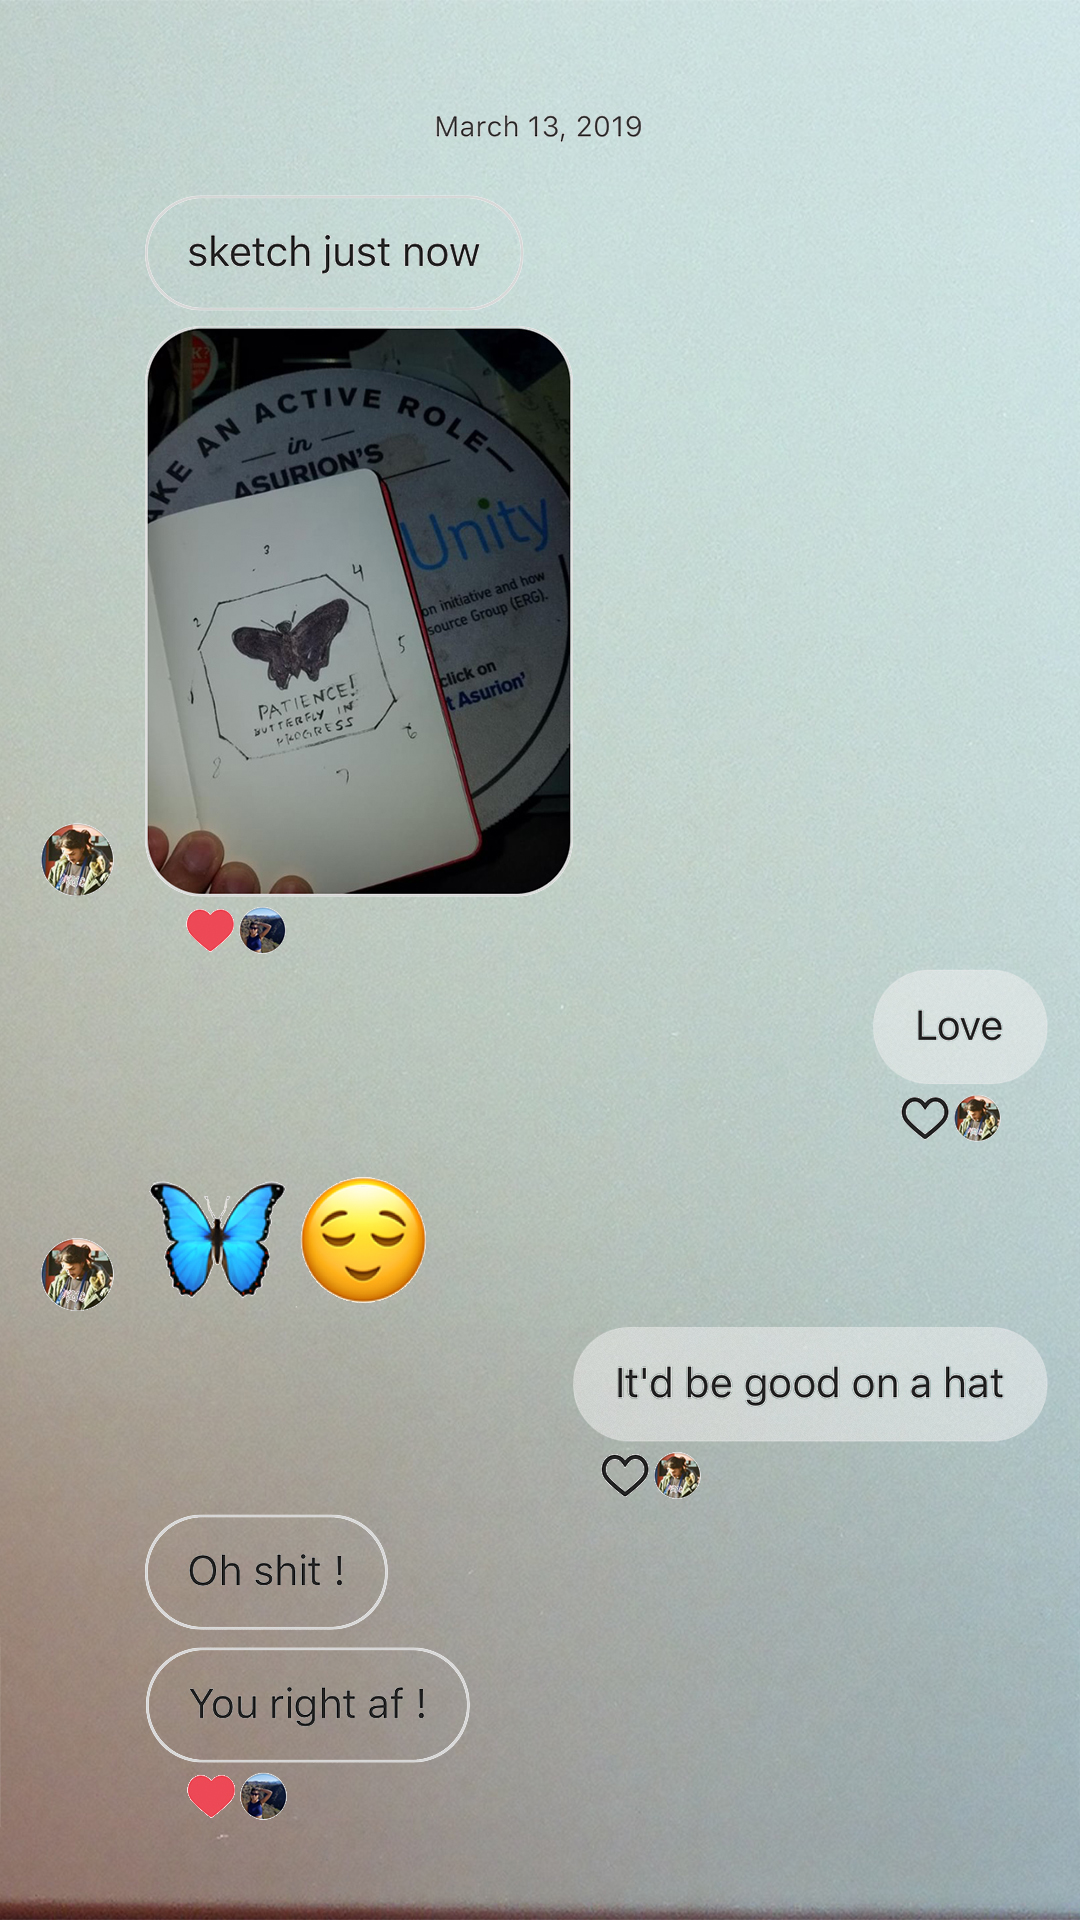 March 13, 2019
sketch just now
K?
AKE AN ACTIVE ROLE
in
ASURION'S
Unity
on initiative and how
source Group (ERG).
click on
t Asurion'
3
4
2
5
PATIENCE!
BUTTERFLY IN
PROGRESS
6
8
7
Love
It'd be good on a hat
Oh shit !
You right af !